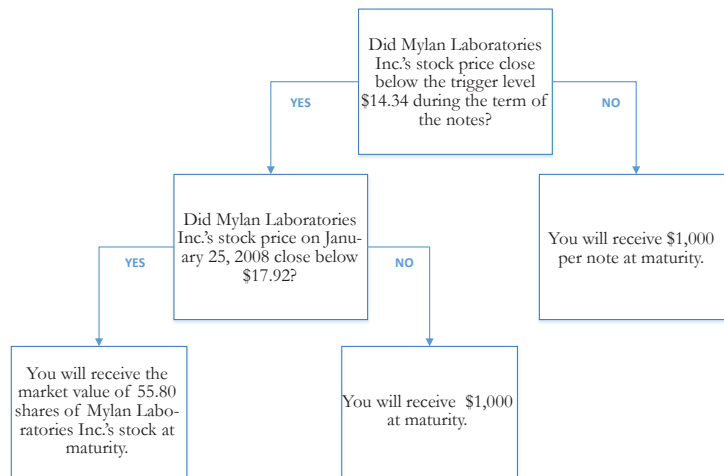 Did Mylan Laboratories
Inc.'s stock price close
below the trigger level
$14.34 during the term of
the notes?
YES
NO
Did Mylan Laboratories
Inc.'s stock price on Janu-
ary 25, 2008 close below
$17.92?
You will receive $1,000
per note at maturity.
YES
NO
You will receive the
market value of 55.80
shares of Mylan Labo-
ratories Inc.'s stock at
maturity.
You will receive $1,000
at maturity.